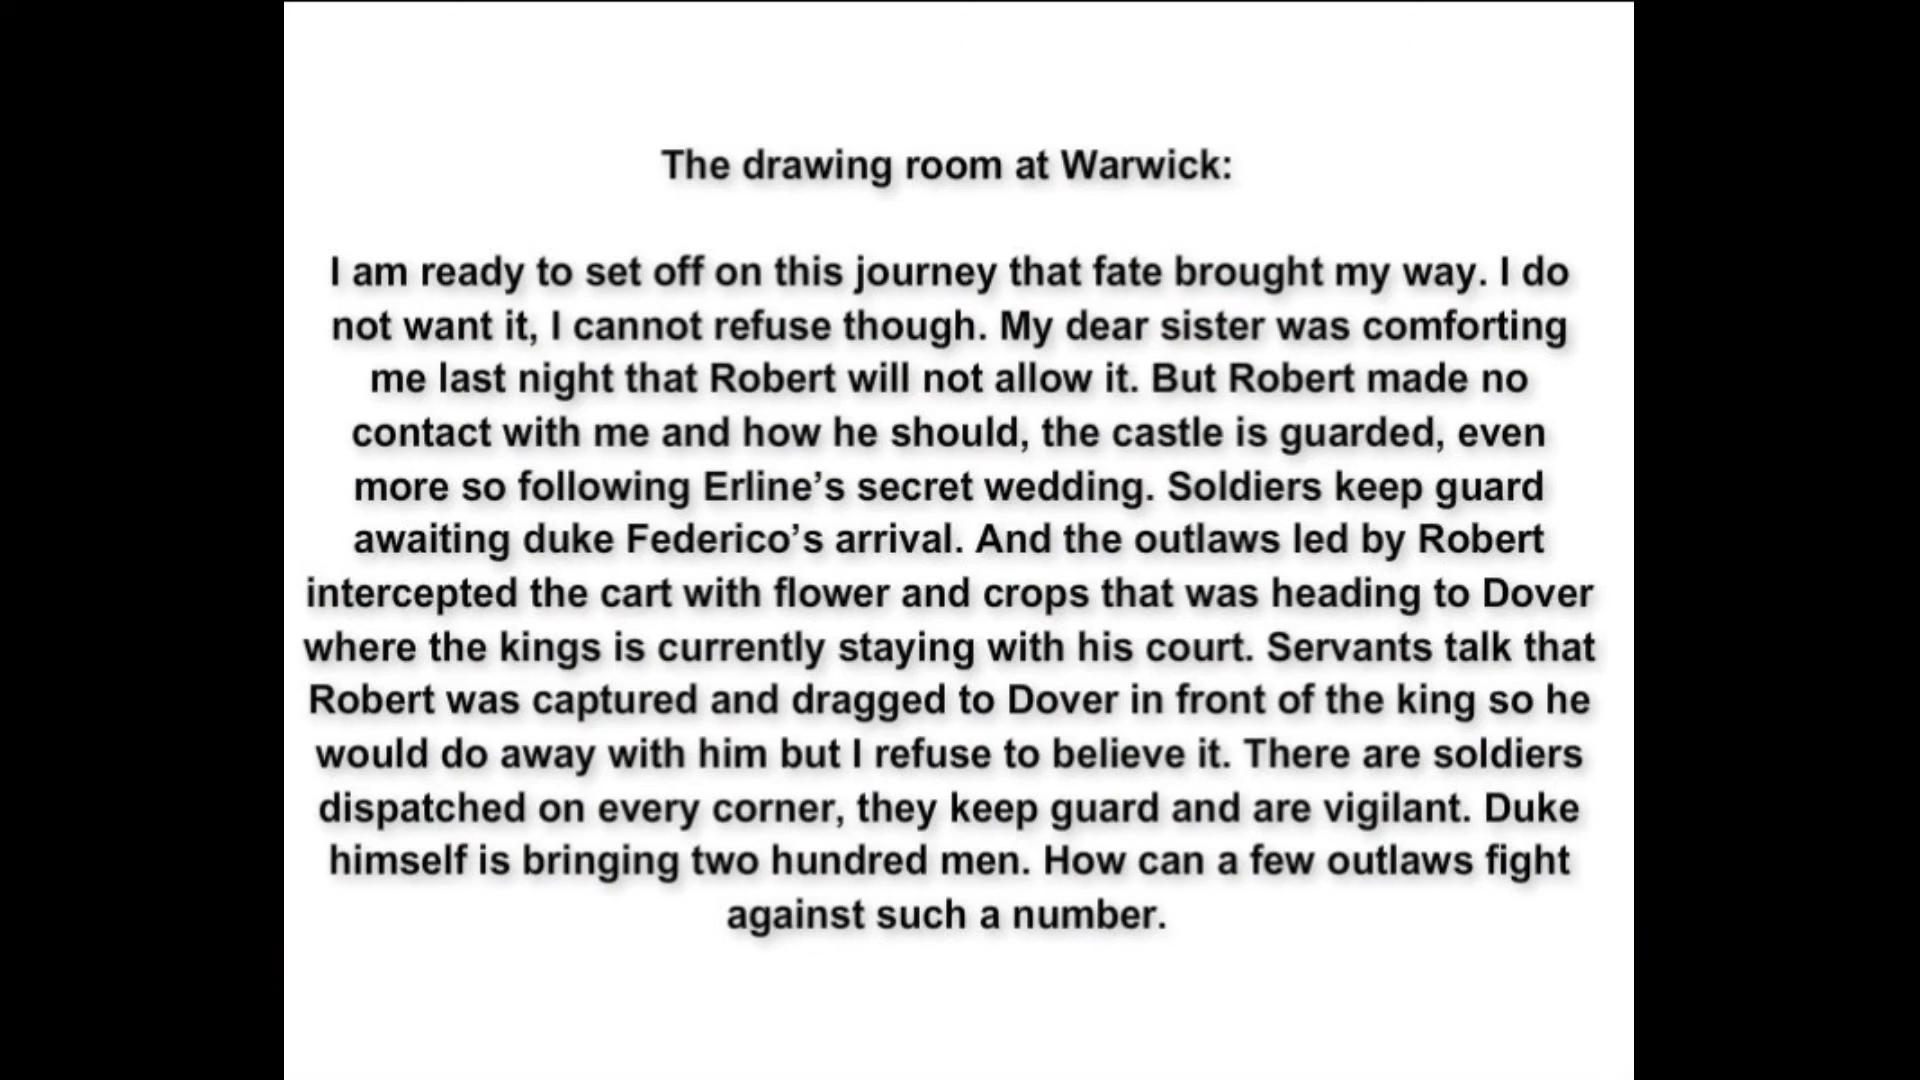 The drawing room at Warwick:
I am ready to set off on this journey that fate brought my way. I do
not want it, I cannot refuse though. My dear sister was comforting
me last night that Robert will not allow it. But Robert made no
contact with me and how he should, the castle is guarded, even
more so following Erline’s secret wedding. Soldiers keep guard
awaiting duke Federico’s arrival. And the outlaws led by Robert
intercepted the cart with flower and crops that was heading to Dover
where the kings is currently staying with his court. Servants talk that
Robert was captured and dragged to Dover in front of the king so he
would do away with him but I refuse to believe it. There are soldiers
dispatched on every corner, they keep guard and are vigilant. Duke
himself is bringing two hundred men. How can a few outlaws fight
against such a number.